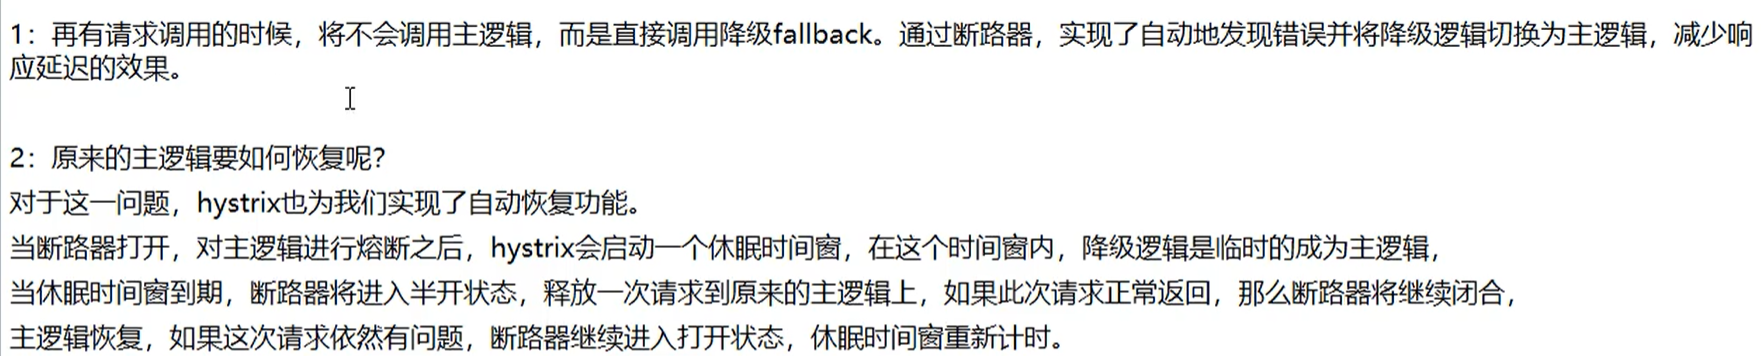 1：再有请求调用的时候，将不会调用主逻辑，而是直接调用降级fallback。通过断路器，实现了自动地发现错误并将降级逻辑切换为主逻辑，减少响
应延迟的效果。
2：原来的主逻辑要如何恢复呢？
对于这一问题，hystrix也为我们实现了自动恢复功能。
当断路器打开，对主逻辑进行熔断之后，hystrix会启动一个休眠时间窗，在这个时间窗内，降级逻辑是临时的成为主逻辑，
当休眠时间窗到期，断路器将进入半开状态，释放一次请求到原来的主逻辑上，如果此次请求正常返回，那么断路器将继续闭合，
主逻辑恢复，如果这次请求依然有问题，断路器继续进入打开状态，休眠时间窗重新计时。